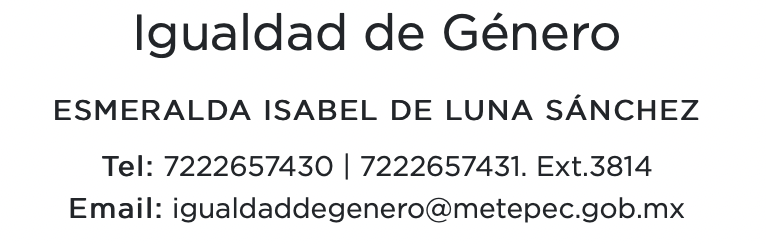 Igualdad de Género
ESMERALDA ISABEL DE LUNA SÁNCHEZ
Tel: 7222657430 | 7222657431. Ext.3814
Email: igualdaddegenero@metepec.gob.mx